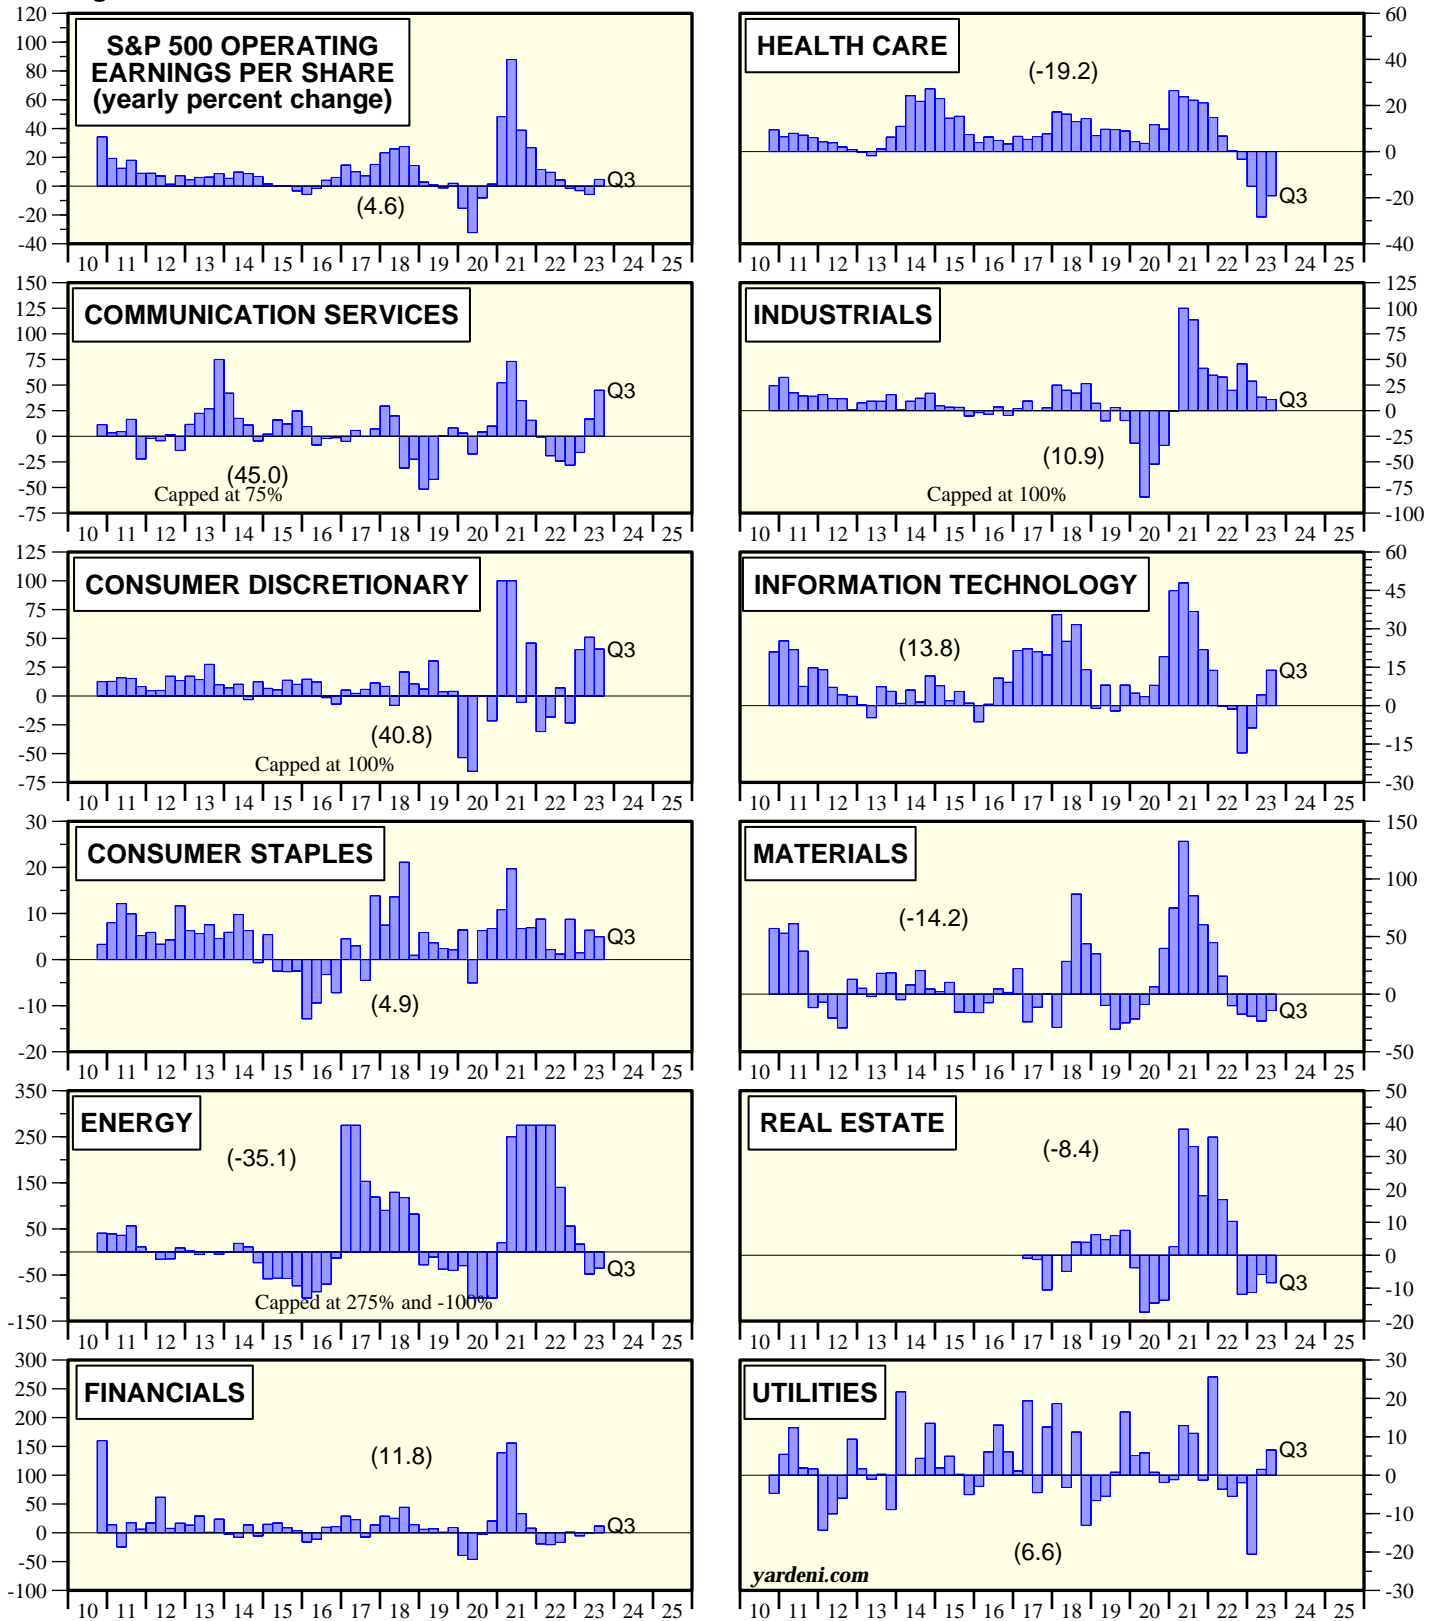 120
100
80
60
40
20
0
-20
-40
S&P 500 OPERATING
EARNINGS PER SHARE
(yearly percent change)
(4.6)
Q3
10 11 12 13 14 15 16 17 18 19 20 21 22 23 24 25
60
40
20
0
-20
-40
HEALTH CARE
(-19.2)
Q3
10 11 12 13 14 15 16 17 18 19 20 21 22 23 24 25
150
125
100
75
50
25
0
-25
-50
-75
COMMUNICATION SERVICES
Q3
(45.0)
Capped at 75%
10 11 12 13 14 15 16 17 18 19 20 21 22 23 24 25
125
100
75
50
25
0
-25
-50
-75
-100
INDUSTRIALS
Q3
(10.9)
Capped at 100%
10 11 12 13 14 15 16 17 18 19 20 21 22 23 24 25
125
100
75
50
25
0
-25
-50
-75
CONSUMER DISCRETIONARY
Q3
(40.8)
Capped at 100%
10 11 12 13 14 15 16 17 18 19 20 21 22 23 24 25
60
45
30
15
0
-15
-30
INFORMATION TECHNOLOGY
(13.8)
Q3
10 11 12 13 14 15 16 17 18 19 20 21 22 23 24 25
30
20
10
0
-10
-20
CONSUMER STAPLES
Q3
(4.9)
10 11 12 13 14 15 16 17 18 19 20 21 22 23 24 25
150
100
50
0
-50
MATERIALS
(-14.2)
Q3
10 11 12 13 14 15 16 17 18 19 20 21 22 23 24 25
350
250
150
50
-50
-150
ENERGY
(-35.1)
Q3
Capped at 275% and -100%
10 11 12 13 14 15 16 17 18 19 20 21 22 23 24 25
50
40
30
20
10
0
-10
-20
REAL ESTATE
(-8.4)
Q3
10 11 12 13 14 15 16 17 18 19 20 21 22 23 24 25
300
250
200
150
100
50
0
-50
-100
FINANCIALS
(11.8)
Q3
10 11 12 13 14 15 16 17 18 19 20 21 22 23 24 25
30
20
10
0
-10
-20
-30
UTILITIES
Q3
(6.6)
yardeni.com
10 11 12 13 14 15 16 17 18 19 20 21 22 23 24 25